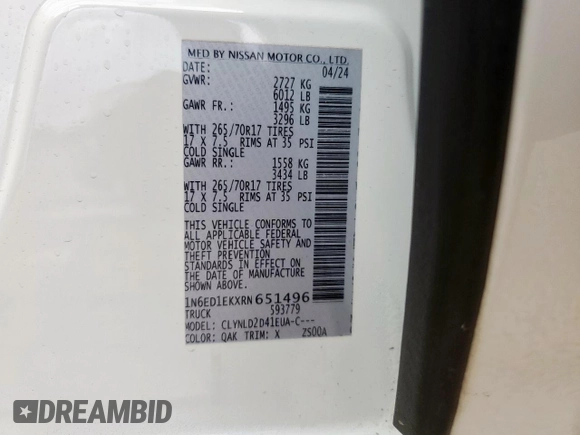 MFD BY NISSAN MOTOR CO., LTD.
DATE: 04/24
GVWR: 2727 KG
6012 LB
GAWR FR.: 1495 KG
3296 LB
WITH 265/70R17 TIRES
17 X 7.5 RIMS AT 35 PSI
COLD SINGLE
GAWR RR.: 1558 KG
3434 LB
WITH 265/70R17 TIRES
17 X 7.5 RIMS AT 35 PSI
COLD SINGLE
THIS VEHICLE CONFORMS TO
ALL APPLICABLE FEDERAL
MOTOR VEHICLE SAFETY AND
THEFT PREVENTION
STANDARDS IN EFFECT ON
THE DATE OF MANUFACTURE
SHOWN ABOVE
1N6ED1EKXRN651496
TRUCK 593779
MODEL: CLYNLD2D41EUA-C---
COLOR: QAK TRIM: X ZS00A
DREAMBID